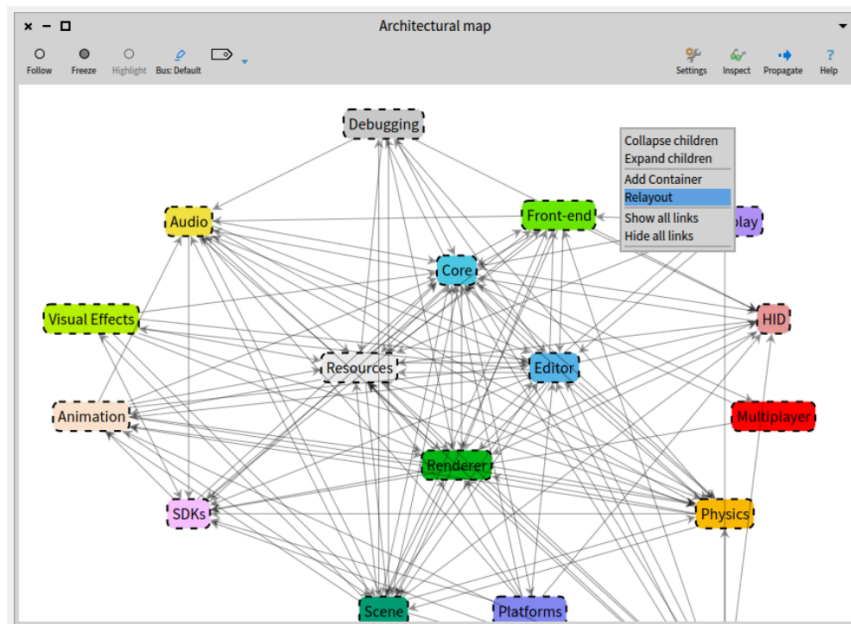 Architectural map
Follow
Freeze
Highlight
Bus: Default
Settings
Inspect
Propagate
Help
Debugging
Collapse children
Expand children
Add Container
Relayout
Show all links
Hide all links
Audio
Front-end
play
Core
Visual Effects
HID
Resources
Editor
Animation
Multiplayer
Renderer
SDKs
Physics
Scene
Platforms